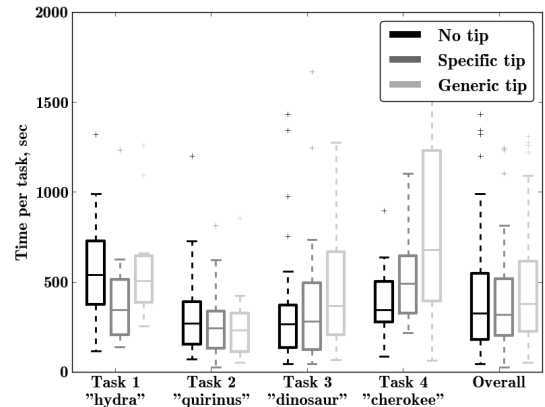 2000
1500
1000
500
0
Time per task, sec
No tip
Specific tip
Generic tip
Task 1 Task 2 Task 3 Task 4 Overall
"hydra" "quirinus" "dinosaur" "cherokee"